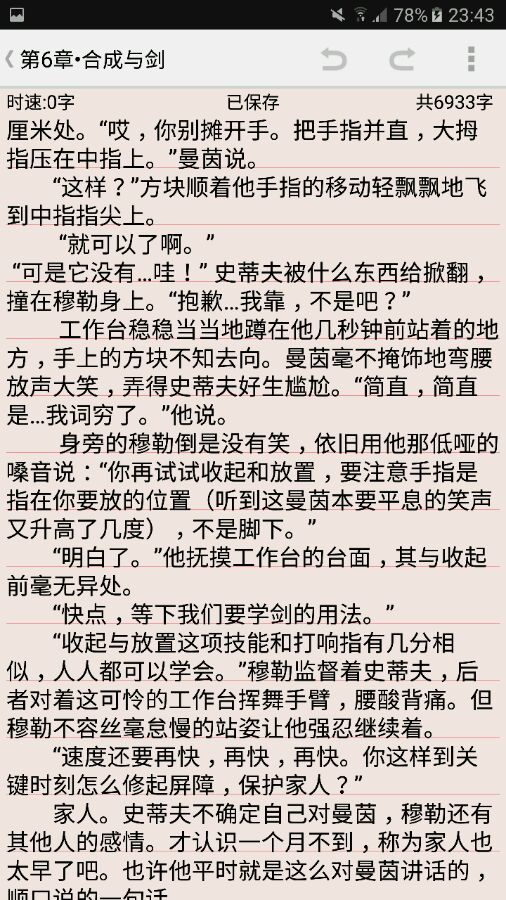 78% 23:43
第6章•合成与剑
时速:0字 已保存 共6933字
厘米处。“哎，你别摊开手。把手指并直，大拇
指压在中指上。”曼茵说。
“这样？”方块顺着他手指的移动轻飘飘地飞
到中指指尖上。
“就可以了啊。”
“可是它没有...哇！” 史蒂夫被什么东西给掀翻，
撞在穆勒身上。“抱歉...我靠，不是吧？”
工作台稳稳当当地蹲在他几秒钟前站着的地
方，手上的方块不知去向。曼茵毫不掩饰地弯腰
放声大笑，弄得史蒂夫好生尴尬。“简直，简直
是...我词穷了。”他说。
身旁的穆勒倒是没有笑，依旧用他那低哑的
嗓音说：“你再试试收起和放置，要注意手指是
指在你要放的位置（听到这曼茵本要平息的笑声
又升高了几度），不是脚下。”
“明白了。”他抚摸工作台的台面，其与收起
前毫无异处。
“快点，等下我们要学剑的用法。”
“收起与放置这项技能和打响指有几分相
似，人人都可以学会。”穆勒监督着史蒂夫，后
者对着这可怜的工作台挥舞手臂，腰酸背痛。但
穆勒不容丝毫怠慢的站姿让他强忍继续着。
“速度还要再快，再快，再快。你这样到关
键时刻怎么修起屏障，保护家人？”
家人。史蒂夫不确定自己对曼茵，穆勒还有
其他人的感情。才认识一个月不到，称为家人也
太早了吧。也许他平时就是这么对曼茵讲话的，
顺口说的一句话